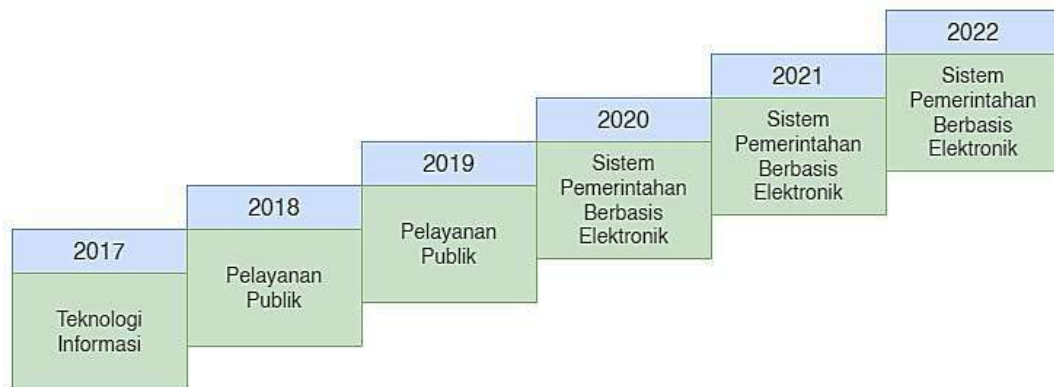 2017
Teknologi
Informasi
2018
Pelayanan
Publik
2019
Pelayanan
Publik
2020
Sistem
Pemerintahan
Berbasis
Elektronik
2021
Sistem
Pemerintahan
Berbasis
Elektronik
2022
Sistem
Pemerintahan
Berbasis
Elektronik